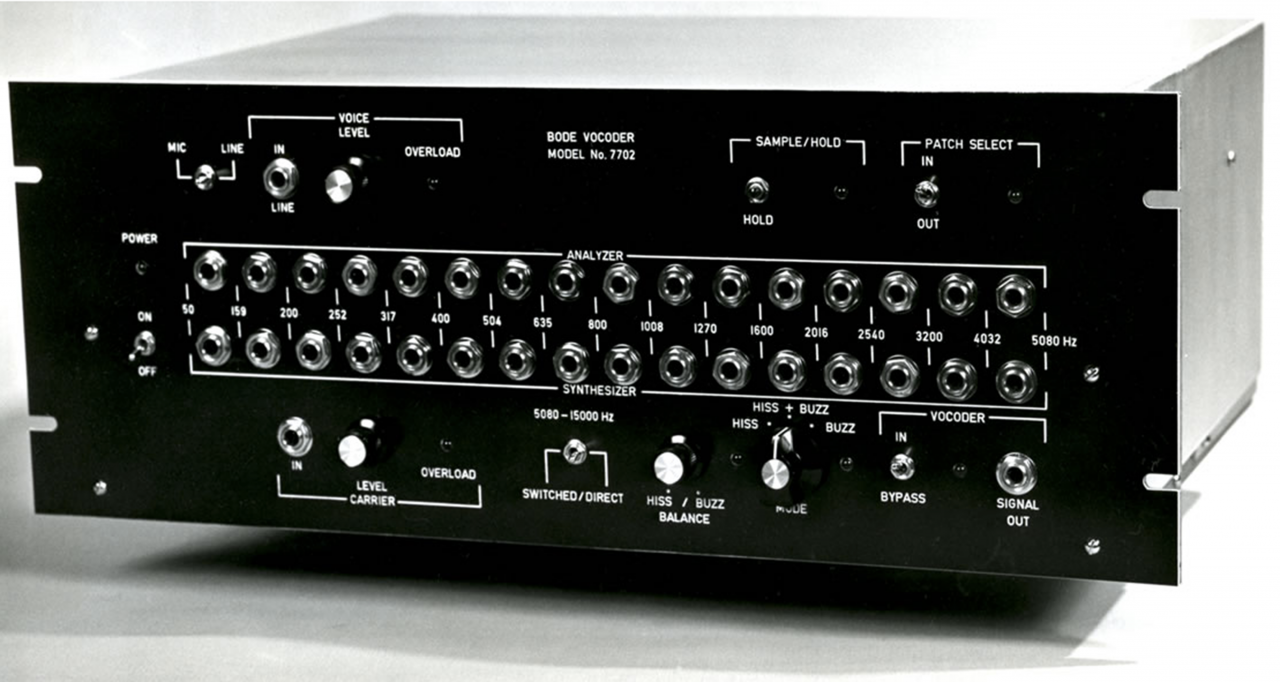 VOICE
LEVEL
MIC LINE
IN
LINE
OVERLOAD
BODE VOCODER
MODEL No. 7702
SAMPLE/HOLD
HOLD
PATCH SELECT
IN
OUT
POWER
ON
OFF
ANALYZER
50 159 200 252 317 400 504 635 800 1008 1270 1600 2016 2540 3200 4032 5080 Hz
SYNTHESIZER
IN
LEVEL
CARRIER
OVERLOAD
5080-15000 Hz
SWITCHED/DIRECT
HISS / BUZZ
BALANCE
HISS + BUZZ
HISS BUZZ
MODE
VOCODER
IN
BYPASS
SIGNAL
OUT